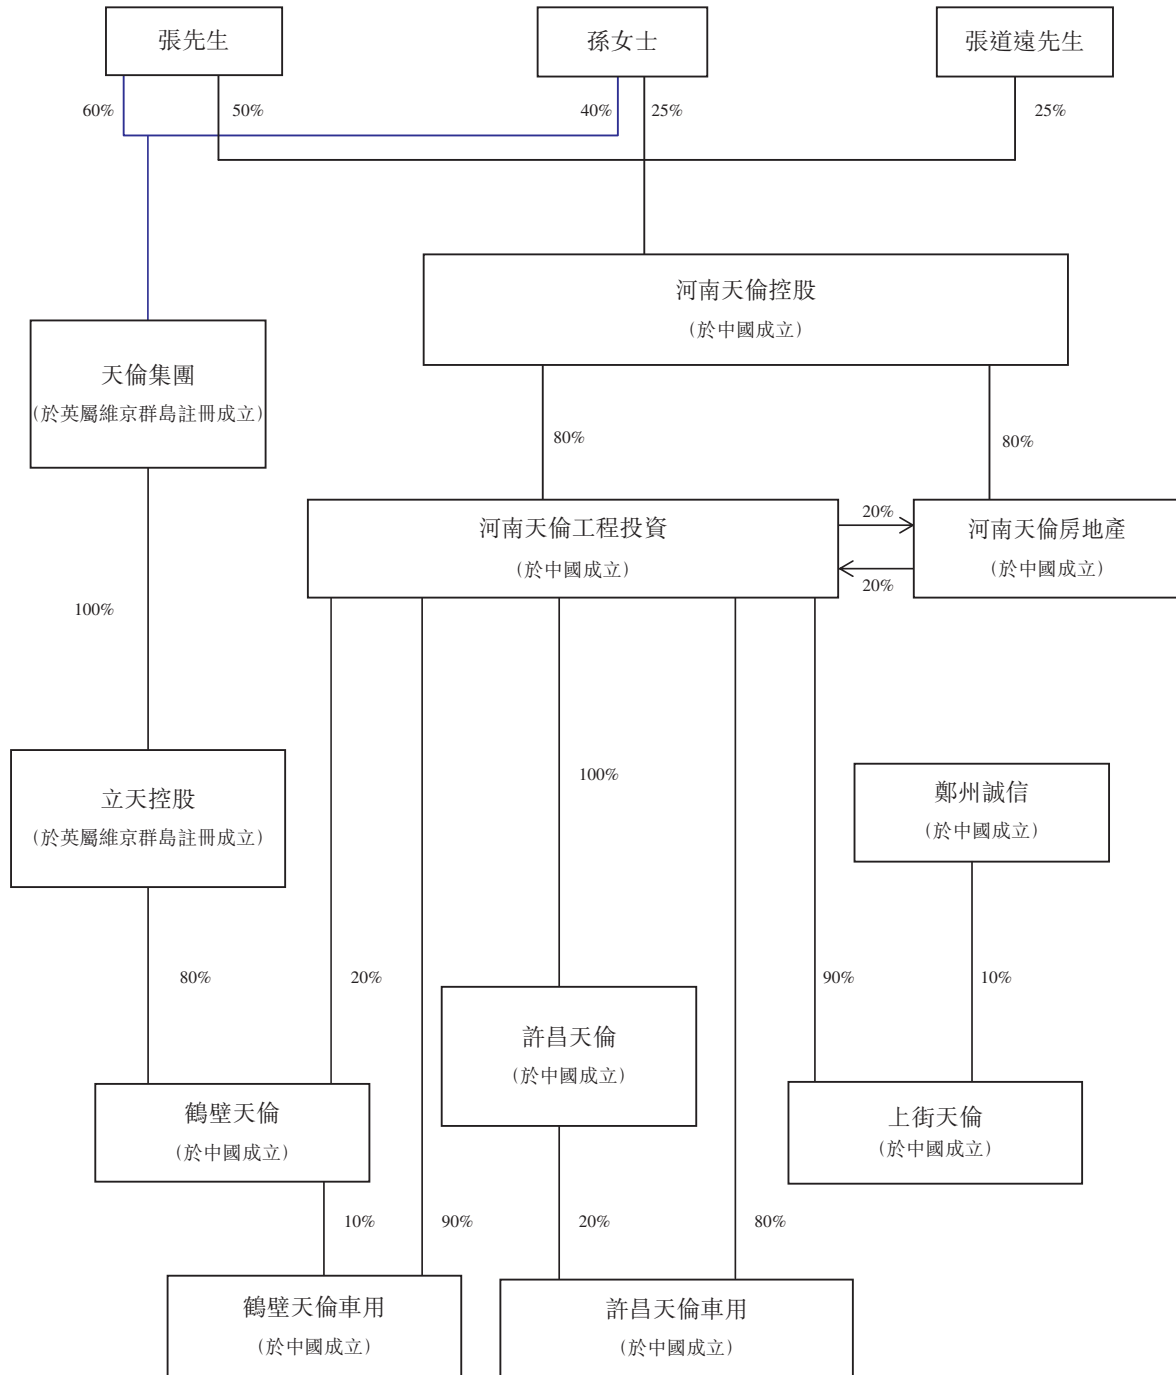 張先生
孫女士
張道遠先生
60%
50%
40%
25%
25%
河南天倫控股
(於中國成立)
天倫集團
(於英屬維京群島註冊成立)
80%
80%
河南天倫工程投資
(於中國成立)
20%
20%
河南天倫房地產
(於中國成立)
100%
立天控股
(於英屬維京群島註冊成立)
100%
鄭州誠信
(於中國成立)
80%
20%
90%
10%
許昌天倫
(於中國成立)
鶴壁天倫
(於中國成立)
上街天倫
(於中國成立)
10%
90%
20%
80%
鶴壁天倫車用
(於中國成立)
許昌天倫車用
(於中國成立)